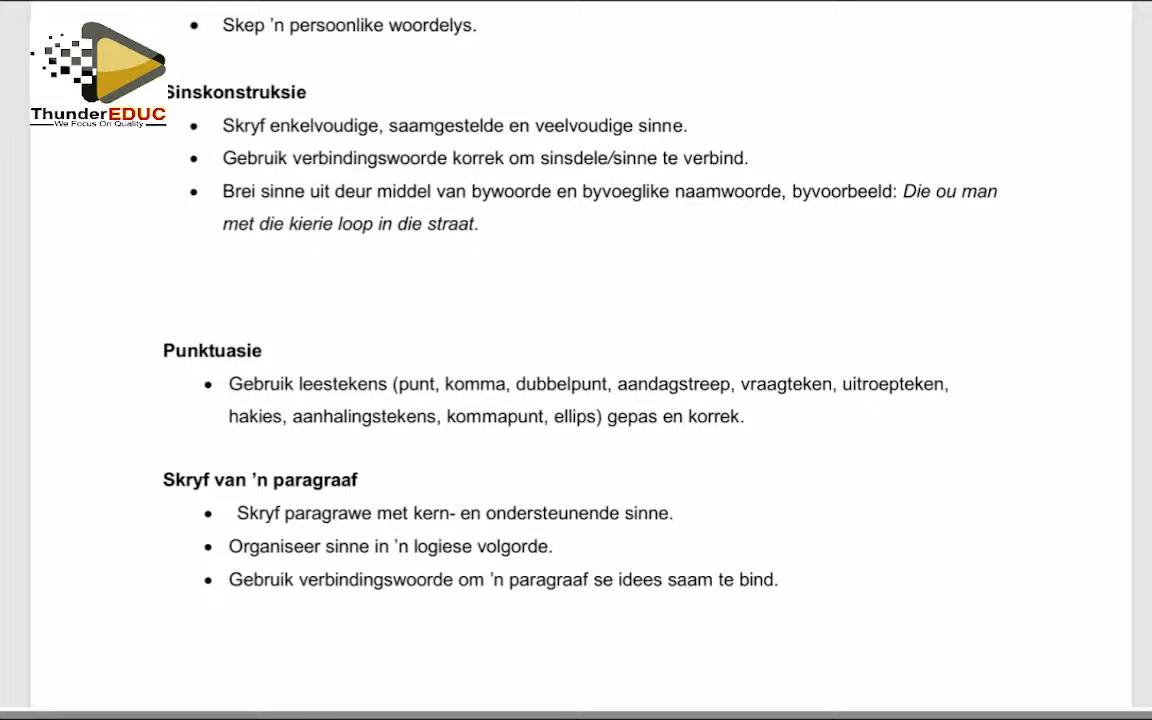 • Skep ’n persoonlike woordelys.
ThunderEDUC
We Focus On Quality
Sinskonstruksie
• Skryf enkelvoudige, saamgestelde en veelvoudige sinne.
• Gebruik verbindingswoorde korrek om sinsdele/sinne te verbind.
• Brei sinne uit deur middel van bywoorde en byvoeglike naamwoorde, byvoorbeeld: Die ou man
met die kierie loop in die straat.
Punktuasie
• Gebruik leestekens (punt, komma, dubbelpunt, aandagstreep, vraagteken, uitroepteken,
hakies, aanhalingstekens, kommapunt, ellips) gepas en korrek.
Skryf van ’n paragraaf
• Skryf paragrawe met kern- en ondersteunende sinne.
• Organiseer sinne in ’n logiese volgorde.
• Gebruik verbindingswoorde om ’n paragraaf se idees saam te bind.